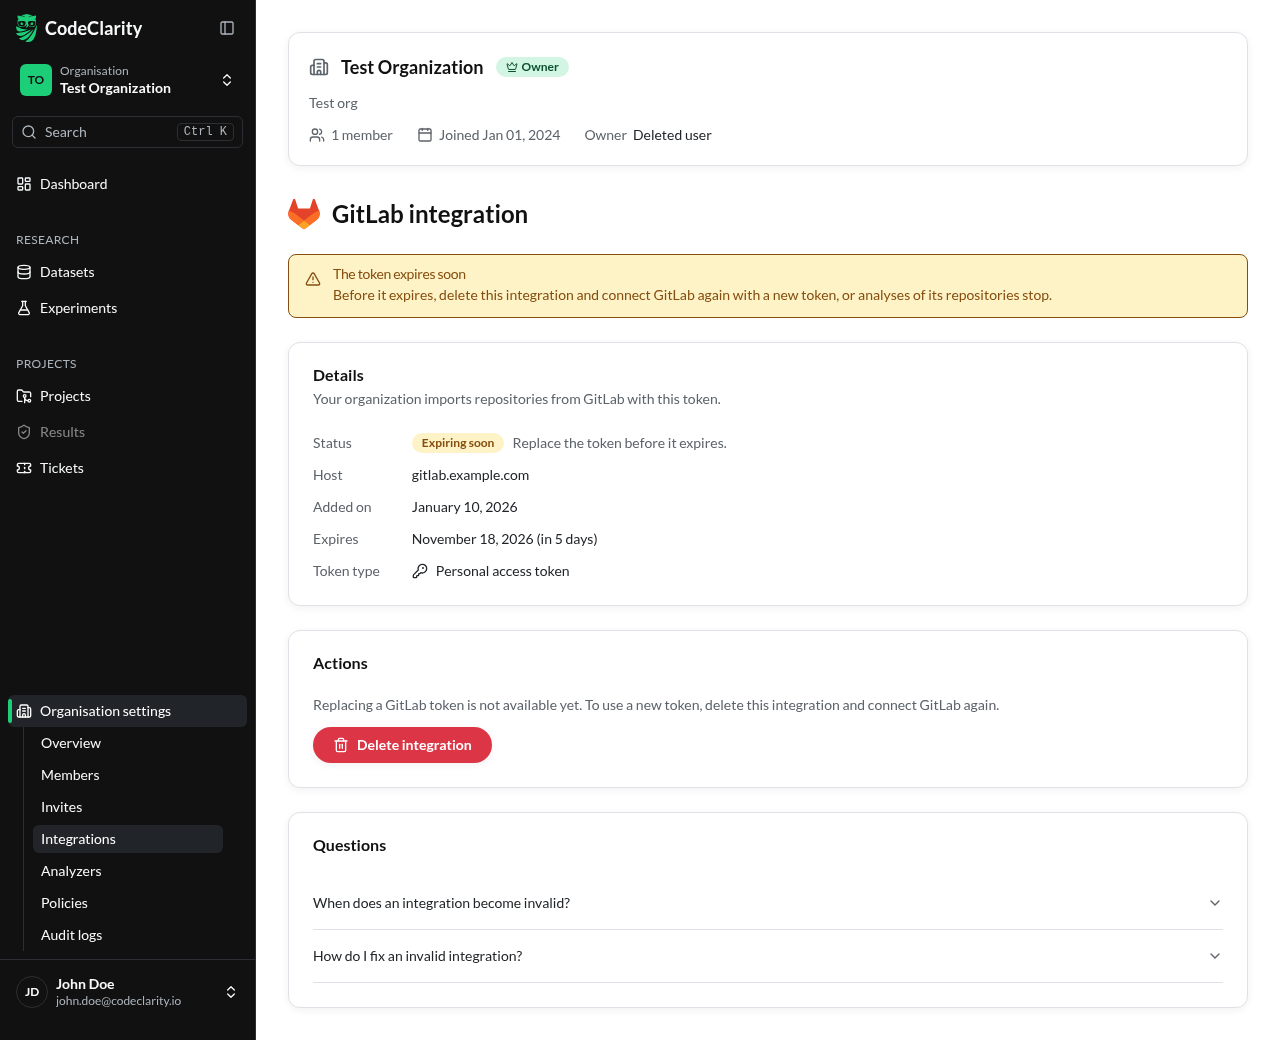 CodeClarity
TO
Organisation
Test Organization
Search
Ctrl K
Dashboard
RESEARCH
Datasets
Experiments
PROJECTS
Projects
Results
Tickets
Organisation settings
Overview
Members
Invites
Integrations
Analyzers
Policies
Audit logs
JD
John Doe
john.doe@codeclarity.io
Test Organization
Owner
Test org
1 member
Joined Jan 01, 2024
Owner Deleted user
GitLab integration
The token expires soon
Before it expires, delete this integration and connect GitLab again with a new token, or analyses of its repositories stop.
Details
Your organization imports repositories from GitLab with this token.
Status
Expiring soon
Replace the token before it expires.
Host
gitlab.example.com
Added on
January 10, 2026
Expires
November 18, 2026 (in 5 days)
Token type
Personal access token
Actions
Replacing a GitLab token is not available yet. To use a new token, delete this integration and connect GitLab again.
Delete integration
Questions
When does an integration become invalid?
How do I fix an invalid integration?